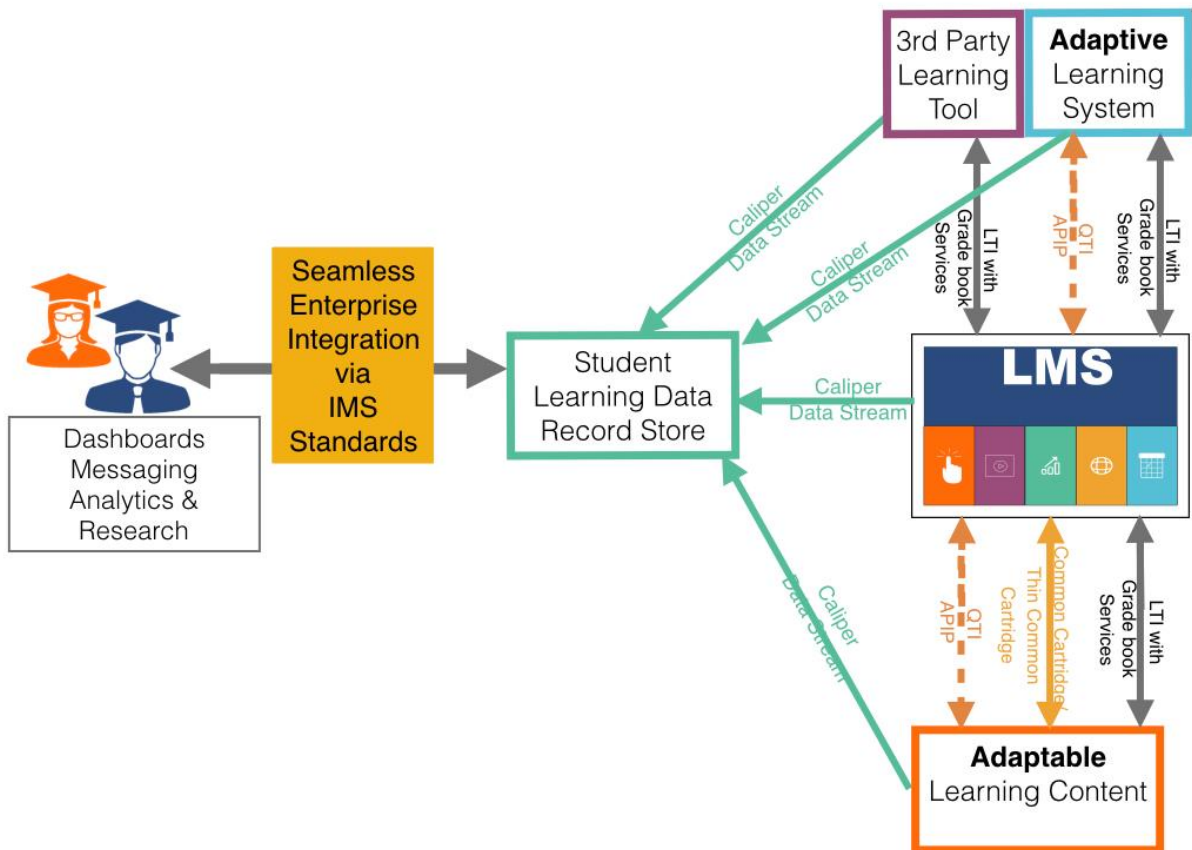 3rd Party
Learning
Tool
Adaptive
Learning
System
Caliper
Data Stream
Caliper
Data Stream
LTI with
Grade book
Services
QTI
APIP
LTI with
Grade book
Services
Seamless
Enterprise
Integration
via
IMS
Standards
Student
Learning Data
Record Store
Caliper
Data Stream
LMS
Dashboards
Messaging
Analytics &
Research
Caliper
Data Stream
QTI
APIP
Common Cartridge/
Thin Common
Cartridge
LTI with
Grade book
Services
Adaptable
Learning Content